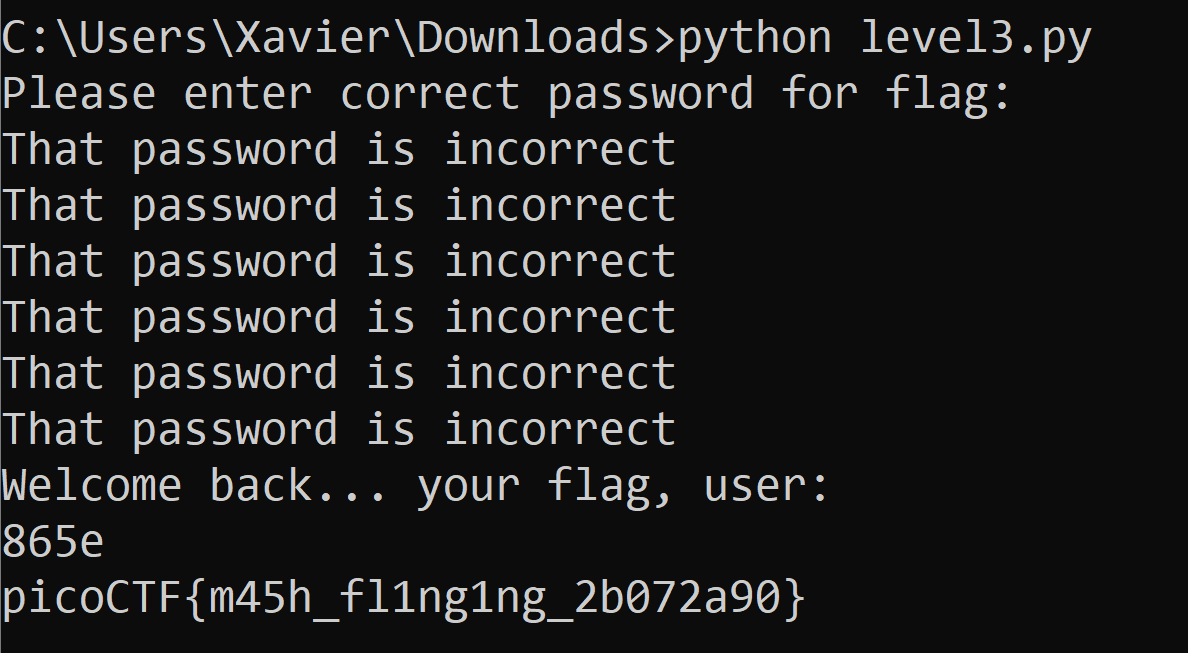 C:\Users\Xavier\Downloads>python level3.py
Please enter correct password for flag:
That password is incorrect
That password is incorrect
That password is incorrect
That password is incorrect
That password is incorrect
That password is incorrect
Welcome back... your flag, user:
865e
picoCTF{m45h_fl1ng1ng_2b072a90}